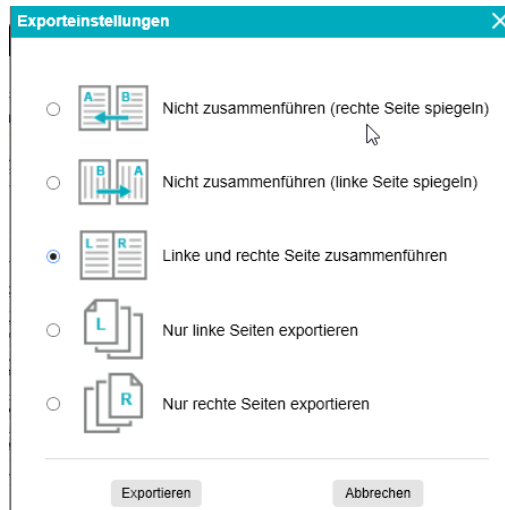 Exporteinstellungen
A B Nicht zusammenführen (rechte Seite spiegeln)
B A Nicht zusammenführen (linke Seite spiegeln)
L R Linke und rechte Seite zusammenführen
L Nur linke Seiten exportieren
R Nur rechte Seiten exportieren
Exportieren Abbrechen